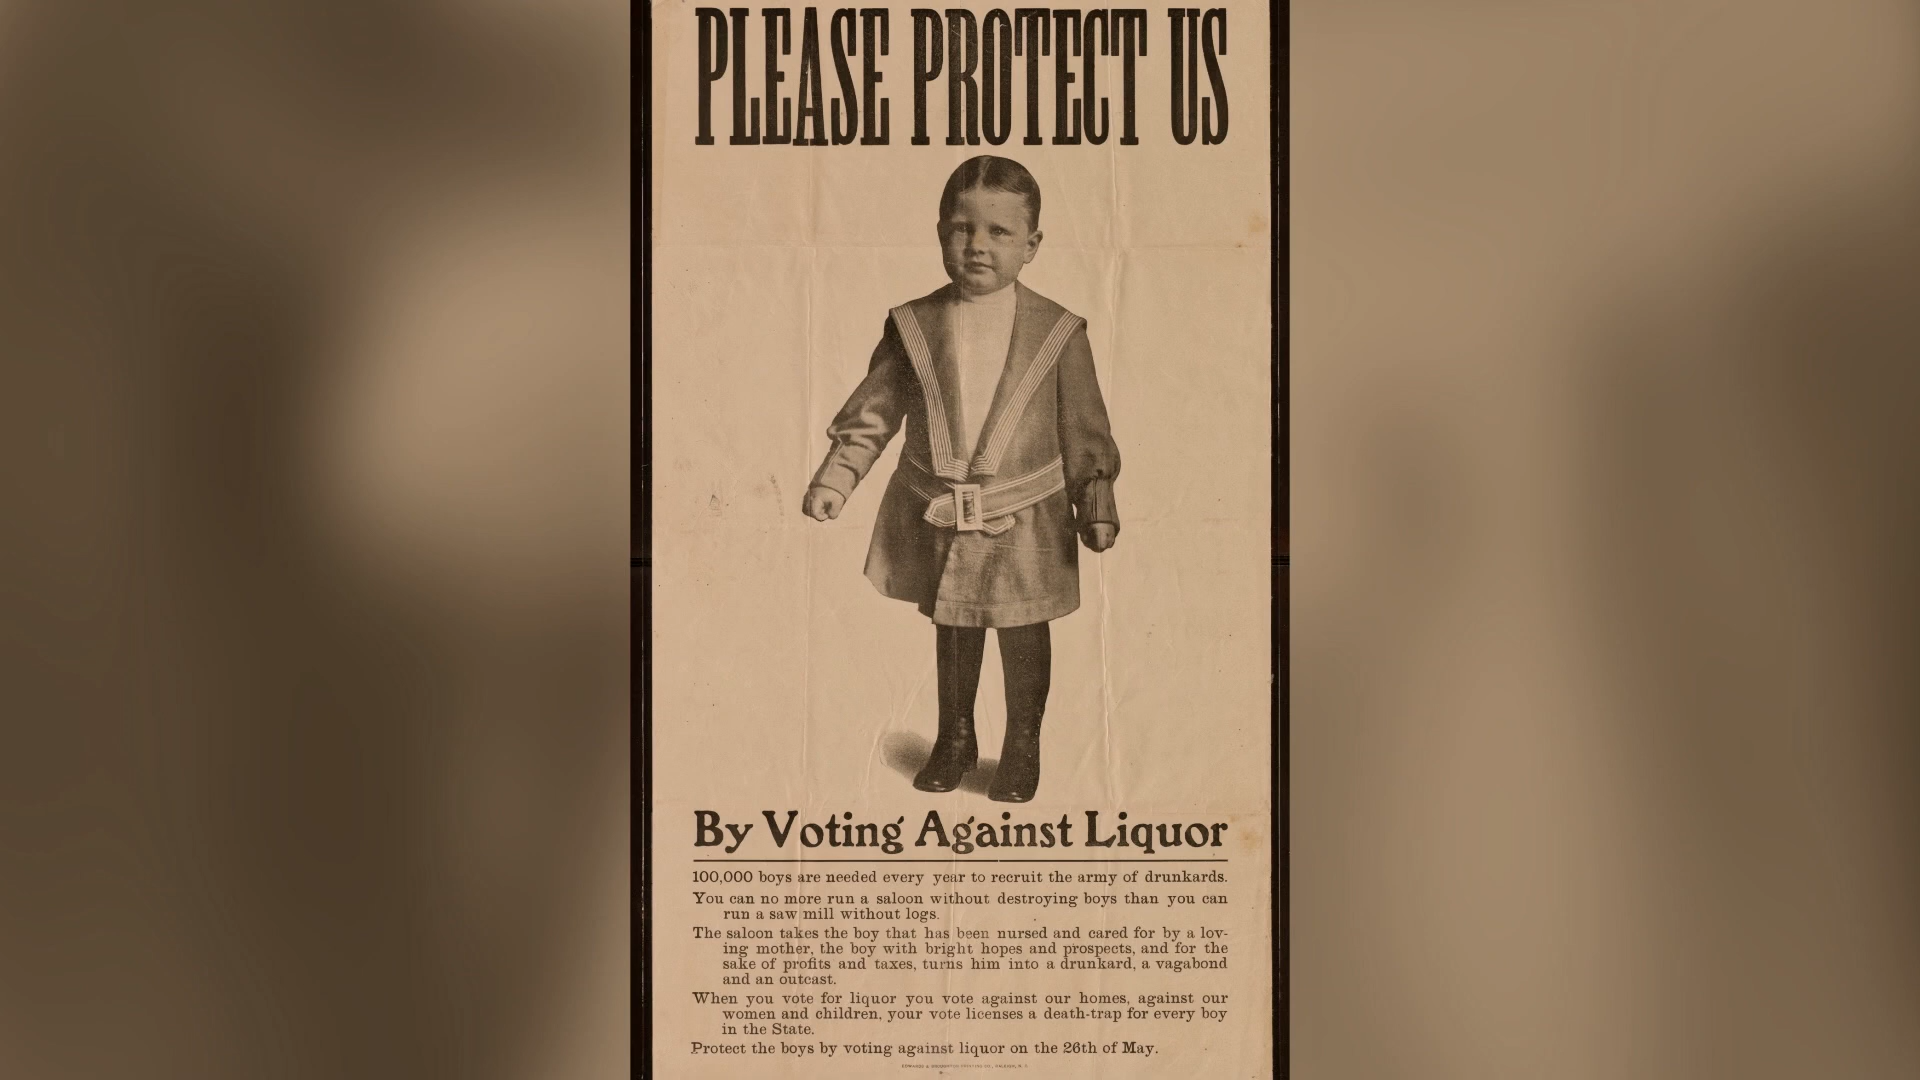 PLEASE PROTECT US
By Voting Against Liquor
100,000 boys are needed every year to recruit the army of drunkards.
You can no more run a saloon without destroying boys than you can
run a saw mill without logs.
The saloon takes the boy that has been nursed and cared for by a lov-
ing mother, the boy with bright hopes and prospects, and for the
sake of profits and taxes, turns him into a drunkard, a vagabond
and an outcast.
When you vote for liquor you vote against our homes, against our
women and children, your vote licenses a death-trap for every boy
in the State.
Protect the boys by voting against liquor on the 26th of May.
EDWARDS & BROUGHTON PRINTING CO., RALEIGH, N. C.